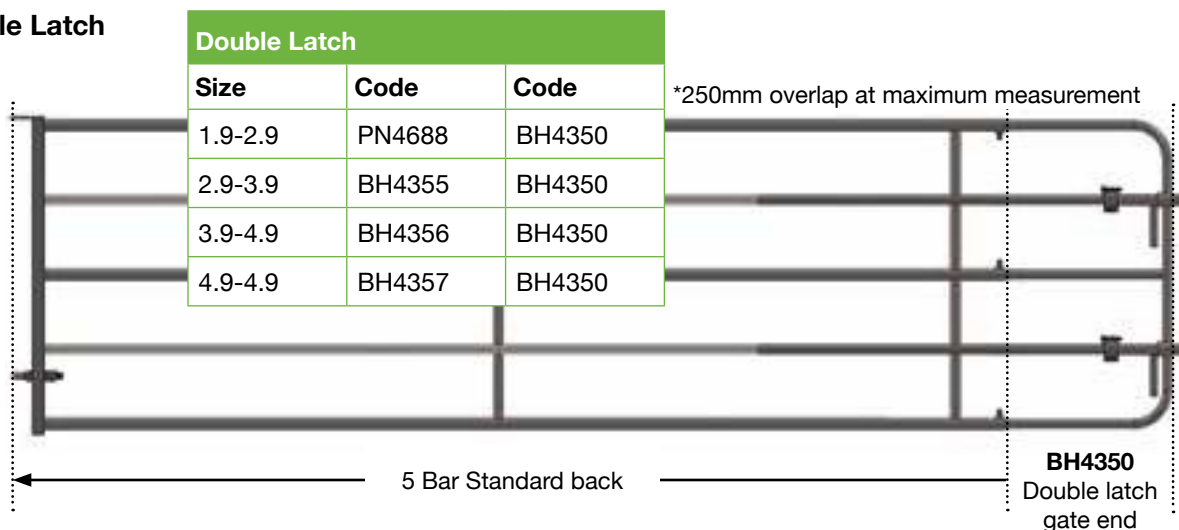 le Latch
Double Latch
Size Code Code
1.9-2.9 PN4688 BH4350
2.9-3.9 BH4355 BH4350
3.9-4.9 BH4356 BH4350
4.9-4.9 BH4357 BH4350
*250mm overlap at maximum measurement
5 Bar Standard back
BH4350
Double latch
gate end